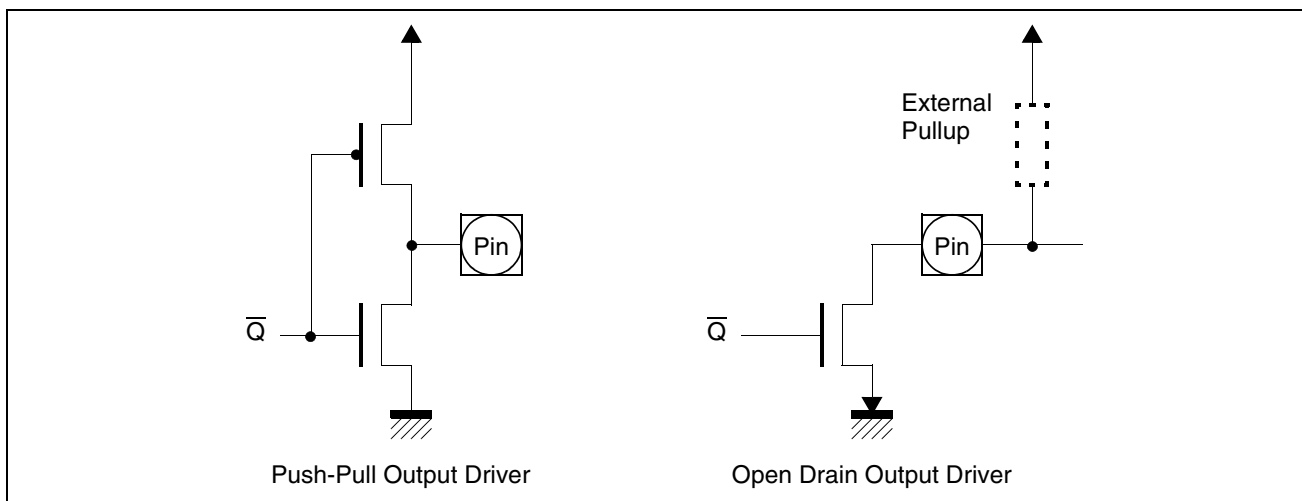 External
Pullup
Pin
Pin
Q̅
Q̅
Push-Pull Output Driver
Open Drain Output Driver